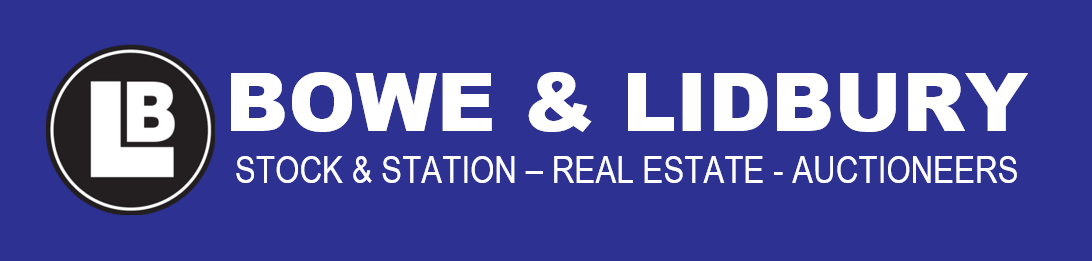 LB
BOWE & LIDBURY
STOCK & STATION – REAL ESTATE - AUCTIONEERS